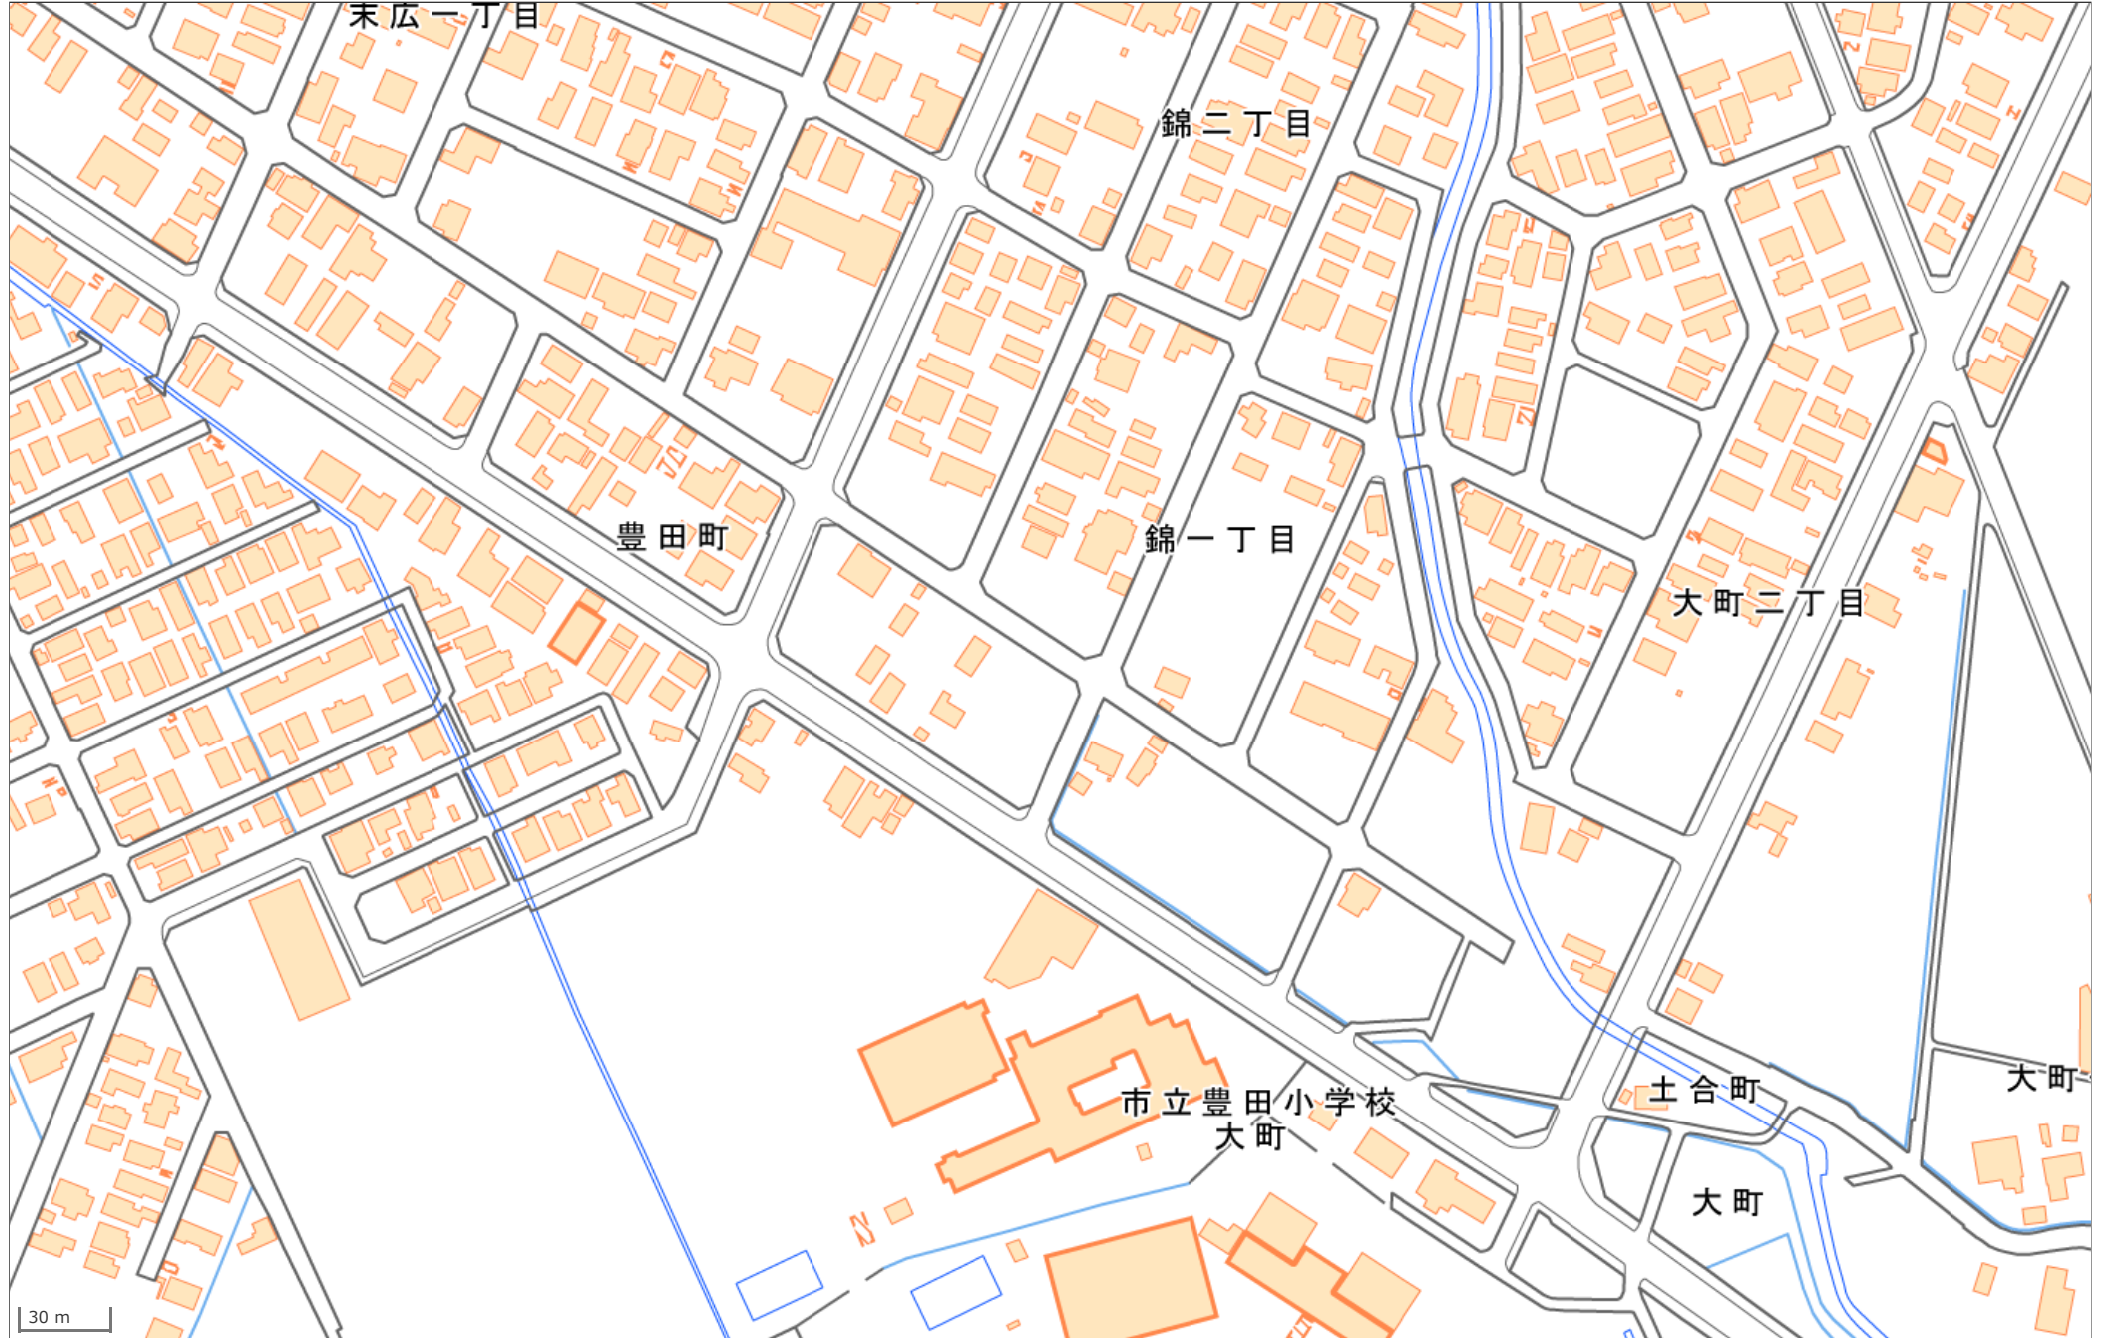 末広一丁目
錦二丁目
豊田町
錦一丁目
大町二丁目
大町
土合町
市立豊田小学校
大町
大町
30 m